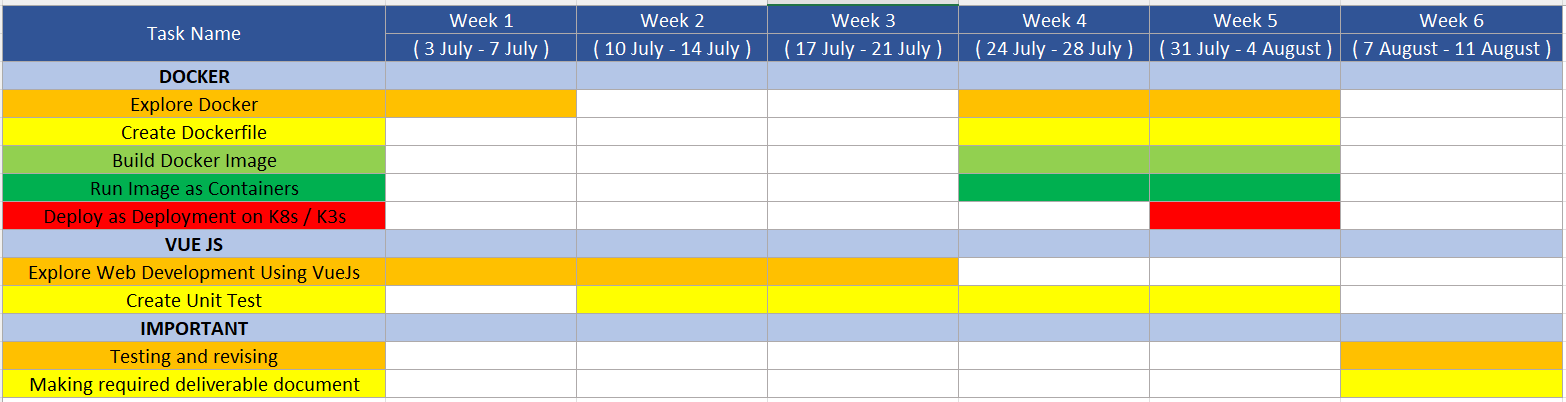 Task Name
Week 1
Week 2
Week 3
Week 4
Week 5
Week 6
( 3 July - 7 July )
( 10 July - 14 July )
( 17 July - 21 July )
( 24 July - 28 July )
( 31 July - 4 August )
( 7 August - 11 August )
DOCKER
Explore Docker
Create Dockerfile
Build Docker Image
Run Image as Containers
Deploy as Deployment on K8s / K3s
VUE JS
Explore Web Development Using VueJs
Create Unit Test
IMPORTANT
Testing and revising
Making required deliverable document